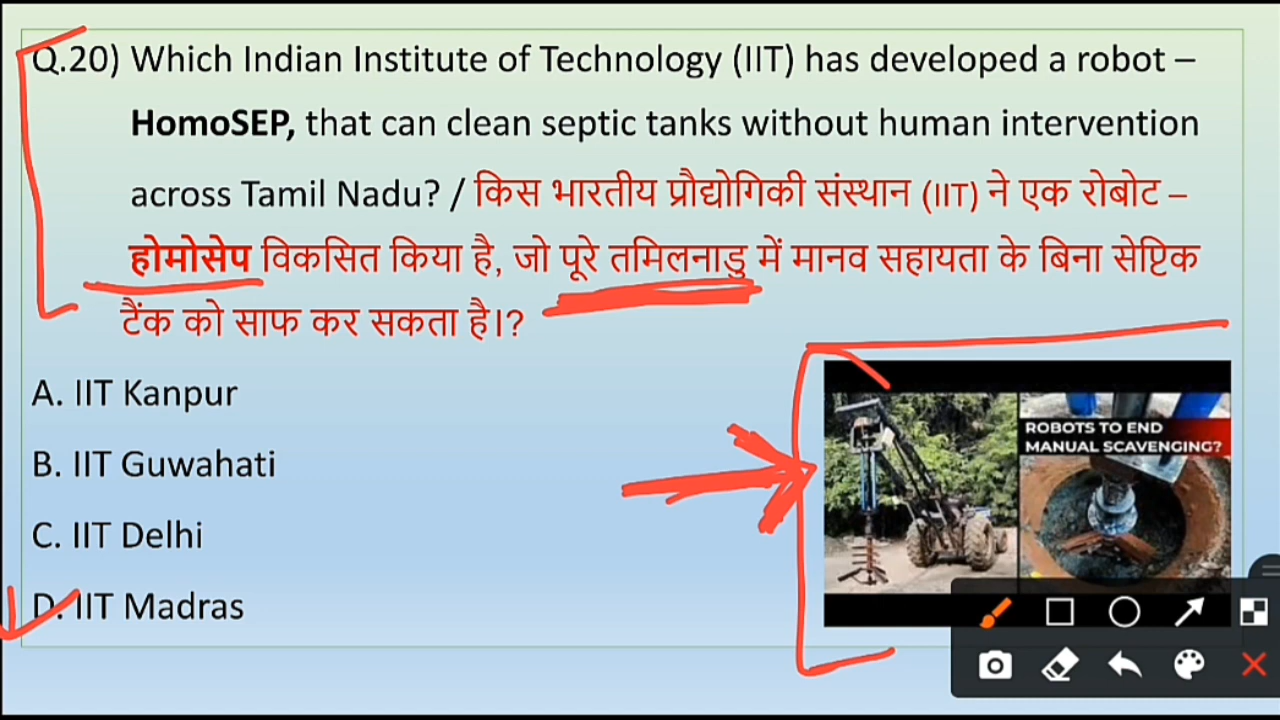 Q.20) Which Indian Institute of Technology (IIT) has developed a robot –
HomoSEP, that can clean septic tanks without human intervention
across Tamil Nadu? / किस भारतीय प्रौद्योगिकी संस्थान (IIT) ने एक रोबोट –
होमोसेप विकसित किया है, जो पूरे तमिलनाडु में मानव सहायता के बिना सेप्टिक
टैंक को साफ कर सकता है।?
A. IIT Kanpur
B. IIT Guwahati
C. IIT Delhi
D. IIT Madras
ROBOTS TO END
MANUAL SCAVENGING?